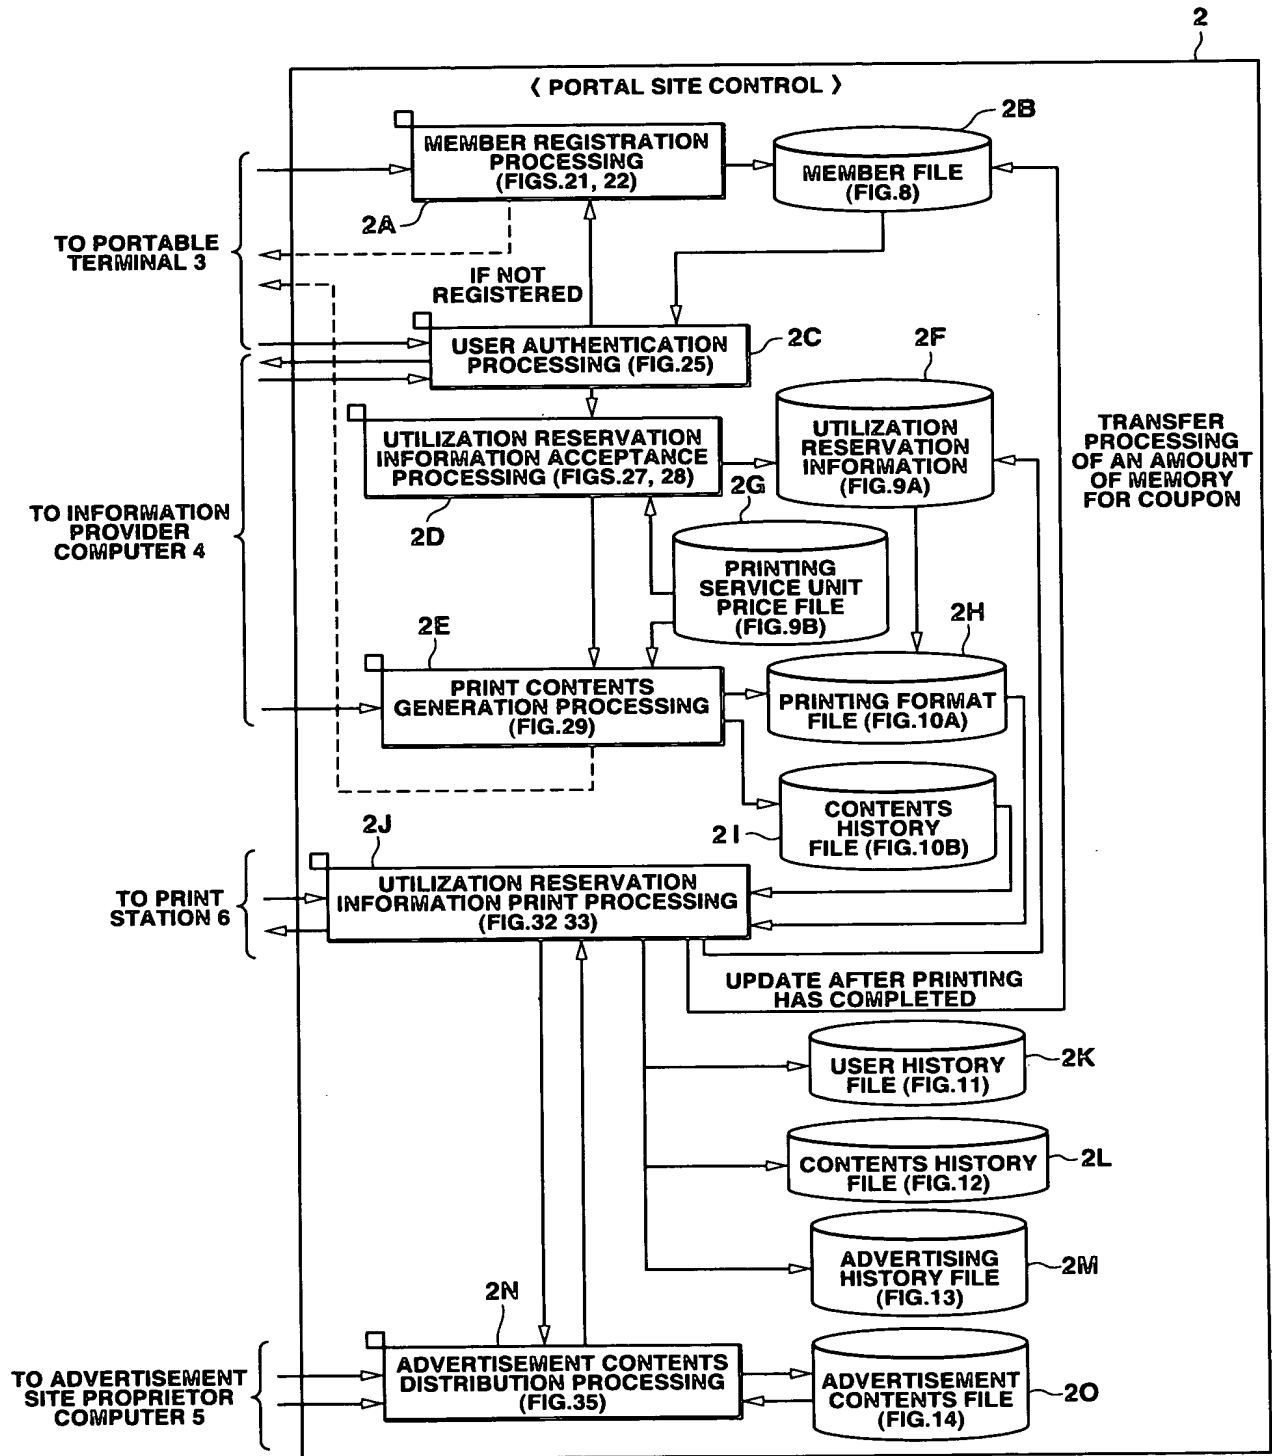 2
< PORTAL SITE CONTROL >
MEMBER REGISTRATION
PROCESSING
(FIGS.21, 22)
2A
2B
MEMBER FILE
(FIG.8)
TO PORTABLE
TERMINAL 3
IF NOT
REGISTERED
USER AUTHENTICATION
PROCESSING (FIG.25)
2C
2F
UTILIZATION
RESERVATION
INFORMATION
(FIG.9A)
TRANSFER
PROCESSING
OF AN AMOUNT
OF MEMORY
FOR COUPON
UTILIZATION RESERVATION
INFORMATION ACCEPTANCE
PROCESSING (FIGS.27, 28)
2D
2G
PRINTING
SERVICE UNIT
PRICE FILE
(FIG.9B)
TO INFORMATION
PROVIDER
COMPUTER 4
2E
PRINT CONTENTS
GENERATION PROCESSING
(FIG.29)
2H
PRINTING FORMAT
FILE (FIG.10A)
2I
CONTENTS
HISTORY
FILE (FIG.10B)
2J
UTILIZATION RESERVATION
INFORMATION PRINT PROCESSING
(FIG.32 33)
TO PRINT
STATION 6
UPDATE AFTER PRINTING
HAS COMPLETED
USER HISTORY
FILE (FIG.11)
2K
CONTENTS HISTORY
FILE (FIG.12)
2L
ADVERTISING
HISTORY FILE
(FIG.13)
2M
2N
ADVERTISEMENT CONTENTS
DISTRIBUTION PROCESSING
(FIG.35)
TO ADVERTISEMENT
SITE PROPRIETOR
COMPUTER 5
ADVERTISEMENT
CONTENTS FILE
(FIG.14)
2O